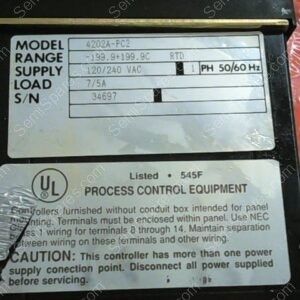 MODEL 4202A-PC2
RANGE -199.9+199.9C RTD
SUPPLY 120/240 VAC 1 PH 50/60 Hz
LOAD 7/5A
S/N 34697
UL
Listed • 545F
PROCESS CONTROL EQUIPMENT
Controllers furnished without conduit box intended for panel
mounting. Terminals must be enclosed within panel. Use NEC
class 1 wiring for terminals 8 through 14. Maintain separation
between wiring on these terminals and other wiring.
CAUTION: This controller has more than one power
supply connection point. Disconnect all power supplied
before servicing.